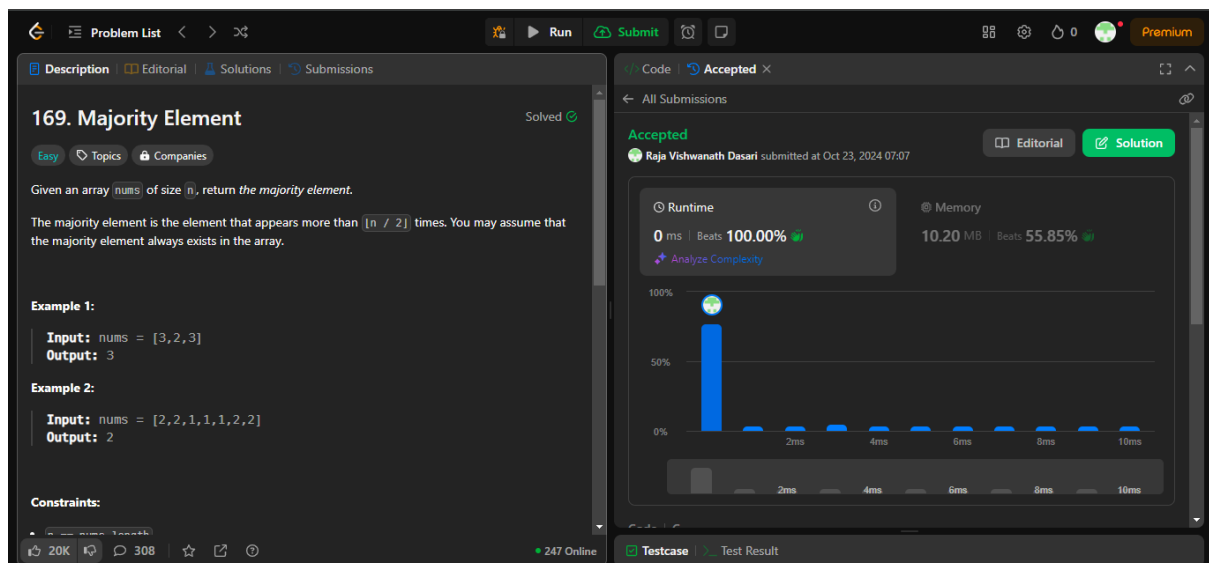 Problem List
Run
Submit
0
Premium
Description | Editorial | Solutions | Submissions
169. Majority Element
Solved
Easy Topics Companies
Given an array nums of size n, return the majority element.
The majority element is the element that appears more than ⌊n / 2⌋ times. You may assume that
the majority element always exists in the array.
Example 1:
Input: nums = [3,2,3]
Output: 3
Example 2:
Input: nums = [2,2,1,1,1,2,2]
Output: 2
Constraints:
n == nums.length
20K 308
247 Online
Code | Accepted
All Submissions
Accepted
Raja Vishwanath Dasari submitted at Oct 23, 2024 07:07
Editorial
Solution
Runtime
0 ms | Beats 100.00%
Analyze Complexity
Memory
10.20 MB | Beats 55.85%
100%
50%
0%
2ms 4ms 6ms 8ms 10ms
2ms 4ms 6ms 8ms 10ms
Code | C
Testcase | >_ Test Result